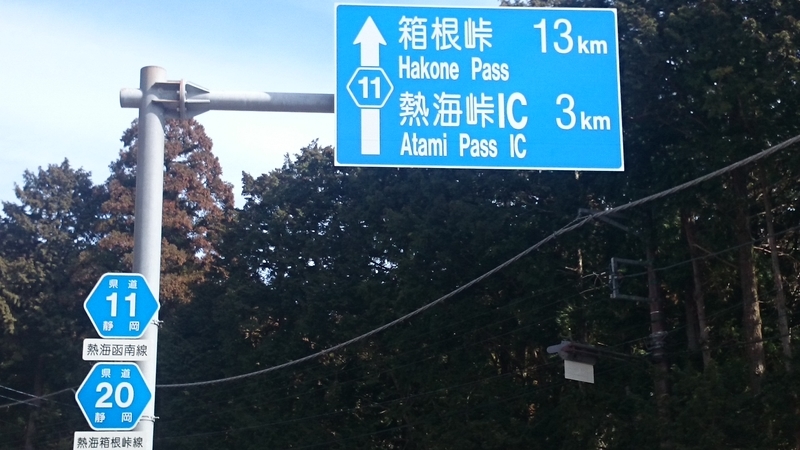 箱根峠 13km
Hakone Pass
11
熱海峠IC 3km
Atami Pass IC
県道
11
静岡
熱海函南線
県道
20
静岡
熱海箱根峠線